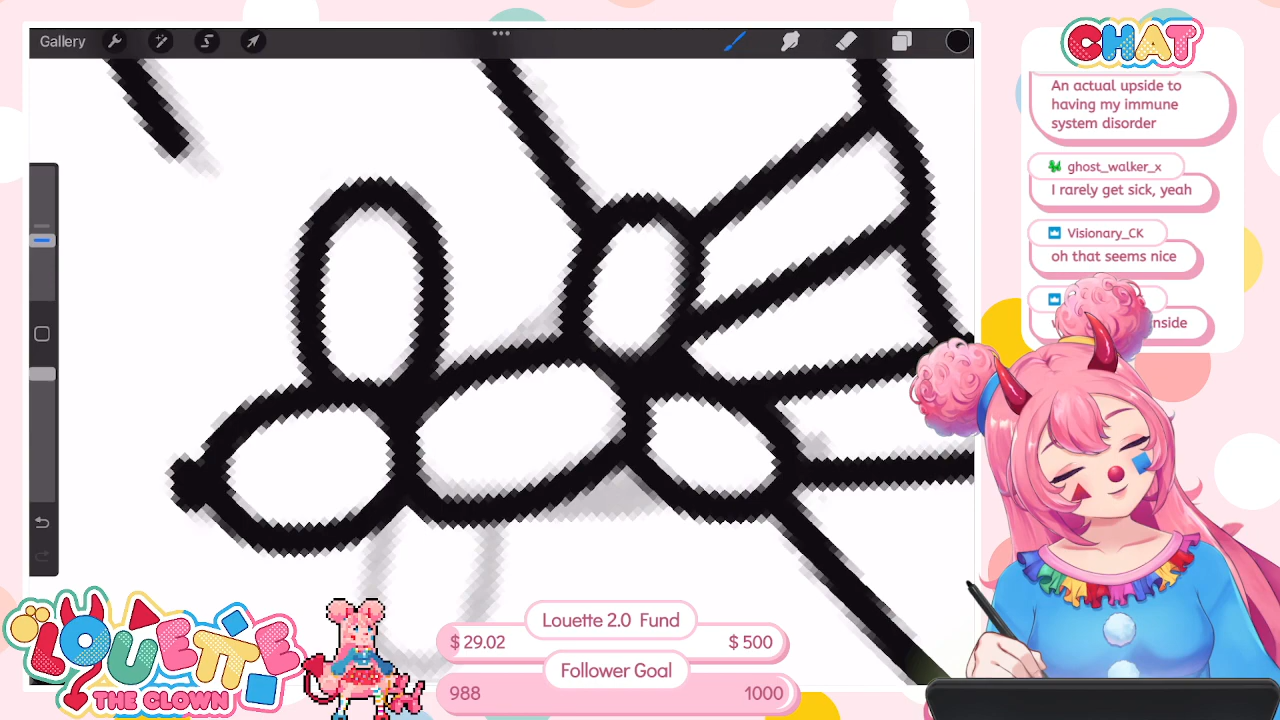 Gallery
CHAT
An actual upside to
having my immune
system disorder
ghost_walker_x
I rarely get sick, yeah
Visionary_CK
oh that seems nice
LOUETTE
THE CLOWN
Louette 2.0 Fund
$ 29.02
$ 500
Follower Goal
988
1000